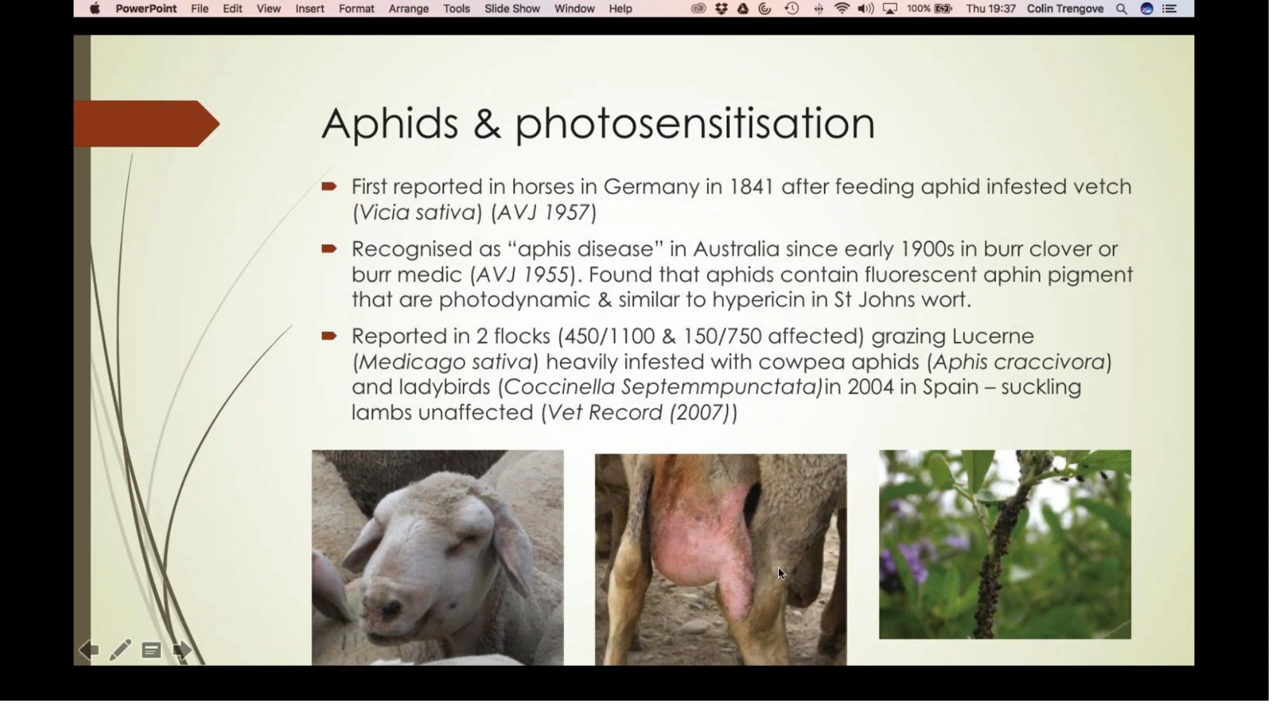 PowerPoint File Edit View Insert Format Arrange Tools Slide Show Window Help 100% Thu 19:37 Colin Trengove
Aphids & photosensitisation
First reported in horses in Germany in 1841 after feeding aphid infested vetch
(Vicia sativa) (AVJ 1957)
Recognised as “aphis disease” in Australia since early 1900s in burr clover or
burr medic (AVJ 1955). Found that aphids contain fluorescent aphin pigment
that are photodynamic & similar to hypericin in St Johns wort.
Reported in 2 flocks (450/1100 & 150/750 affected) grazing Lucerne
(Medicago sativa) heavily infested with cowpea aphids (Aphis craccivora)
and ladybirds (Coccinella Septemmpunctata)in 2004 in Spain – suckling
lambs unaffected (Vet Record (2007))